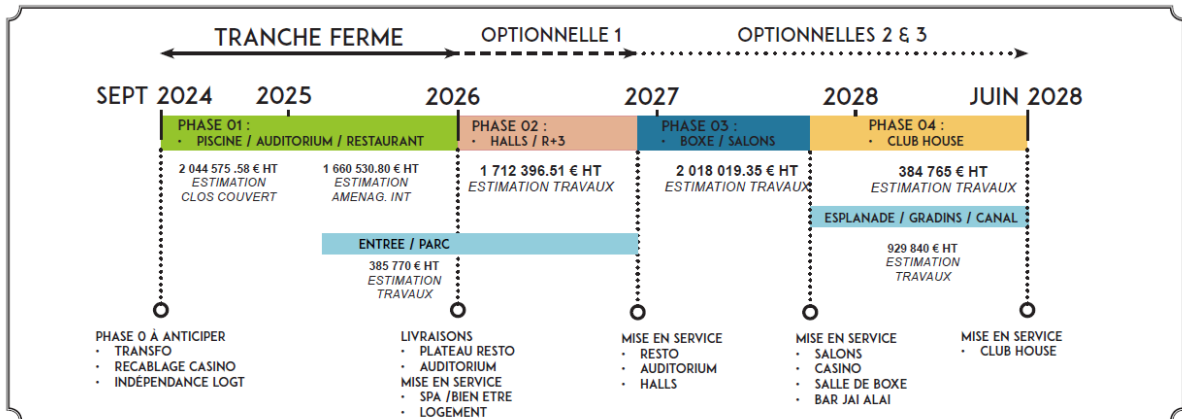 TRANCHE FERME
OPTIONNELLE 1
OPTIONNELLES 2 & 3
SEPT 2024
2025
2026
2027
2028
JUIN 2028
PHASE 01 :
• PISCINE / AUDITORIUM / RESTAURANT
PHASE 02 :
• HALLS / R+3
PHASE 03 :
• BOXE / SALONS
PHASE 04 :
• CLUB HOUSE
2 044 575 .58 € HT
ESTIMATION
CLOS COUVERT
1 660 530.80 € HT
ESTIMATION
AMENAG. INT
1 712 396.51 € HT
ESTIMATION TRAVAUX
2 018 019.35 € HT
ESTIMATION TRAVAUX
384 765 € HT
ESTIMATION TRAVAUX
ESPLANADE / GRADINS / CANAL
929 840 € HT
ESTIMATION
TRAVAUX
ENTREE / PARC
385 770 € HT
ESTIMATION
TRAVAUX
PHASE 0 À ANTICIPER
• TRANSFO
• RECABLAGE CASINO
• INDÉPENDANCE LOGT
LIVRAISONS
• PLATEAU RESTO
• AUDITORIUM
MISE EN SERVICE
• SPA /BIEN ETRE
• LOGEMENT
MISE EN SERVICE
• RESTO
• AUDITORIUM
• HALLS
MISE EN SERVICE
• SALONS
• CASINO
• SALLE DE BOXE
• BAR JAI ALAI
MISE EN SERVICE
• CLUB HOUSE